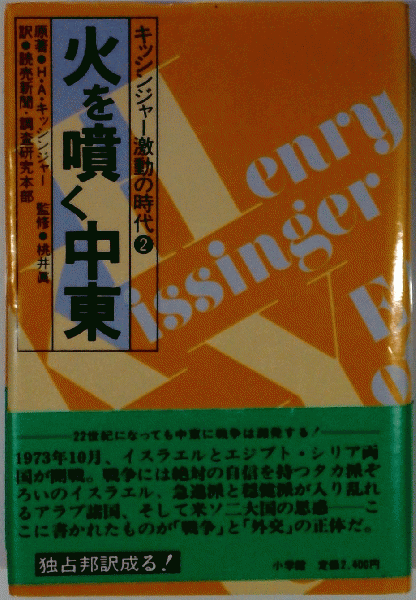 キッシンジャー激動の時代❷
火を噴く中東
原著●H・A・キッシンジャー 監修●桃井真
訳●読売新聞・調査研究本部
Henry
Kissinger
Y
E
22世紀になっても中東に戦争は開発する!
1973年10月、イスラエルとエジプト・シリア両
国が開戦。戦争には絶対の自信を持つタカ派ぞ
ろいのイスラエル、急進派と穏健派が入り乱れ
るアラブ諸国、そして米ソ二大国の思惑――こ
こに書かれたものが「戦争」と「外交」の正体だ。
独占邦訳成る!
小学館 定価2,400円